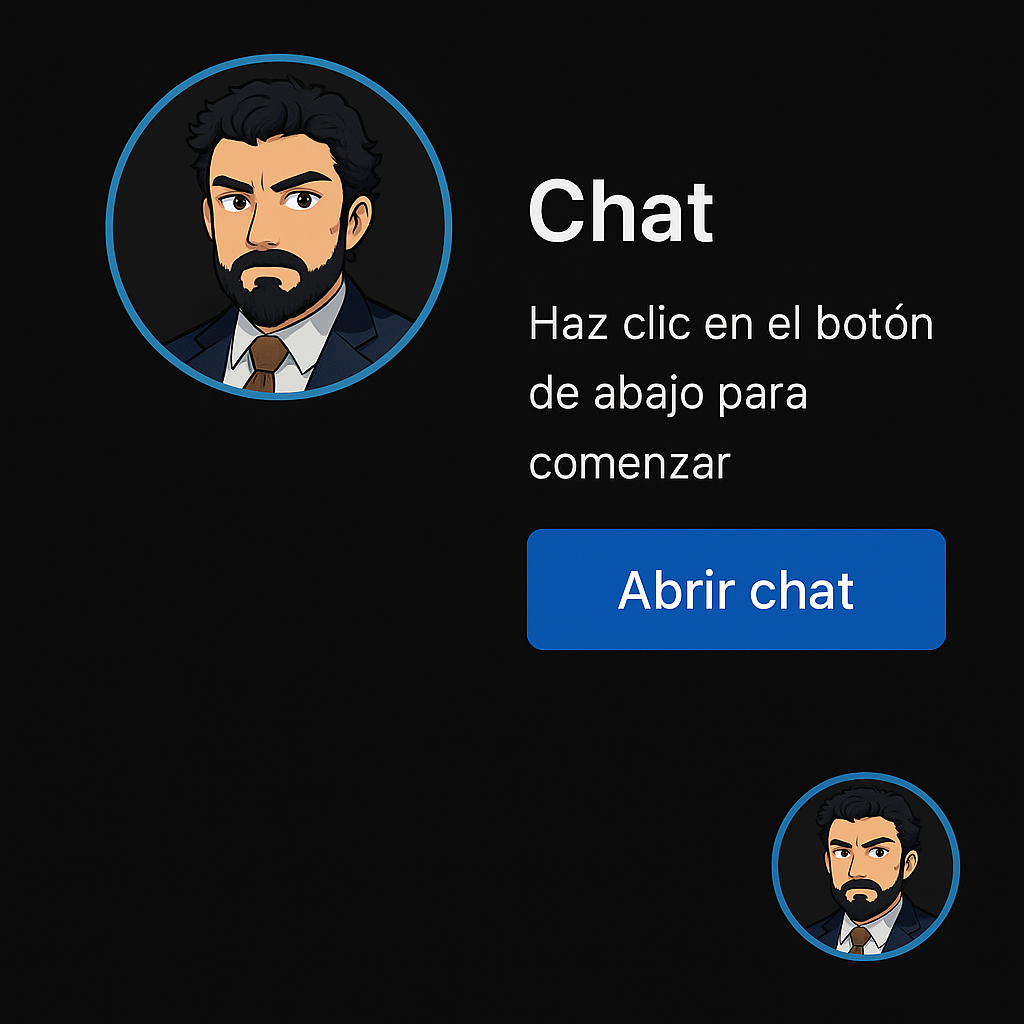 Chat
Haz clic en el botón
de abajo para
comenzar
Abrir chat